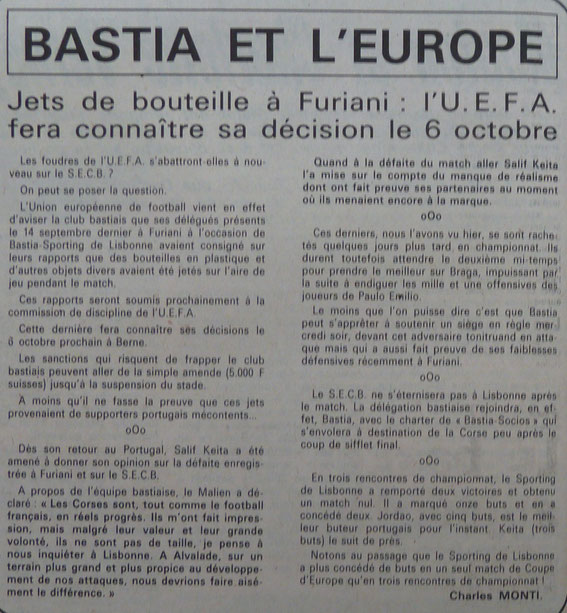 BASTIA ET L'EUROPE
Jets de bouteille à Furiani : l'U.E.F.A.
fera connaître sa décision le 6 octobre
Les foudres de l'U.E.F.A. s'abattront-elles à nou-
veau sur le S.E.C.B. ?
On peut se poser la question.
L'Union européenne de football vient en effet
d'aviser la club bastiais que ses délégués présents
le 14 septembre dernier à Furiani à l'occasion de
Bastia-Sporting de Lisbonne avaient consigné sur
leurs rapports que des bouteilles en plastique et
d'autres objets divers avaient été jetés sur l'aire de
jeu pendant le match.
Ces rapports seront soumis prochainement à la
commission de discipline de l'U.E.F.A.
Cette dernière fera connaître ses décisions le
6 octobre prochain à Berne.
Les sanctions qui risquent de frapper le club
bastiais peuvent aller de la simple amende (5.000 F
suisses) jusqu'à la suspension du stade.
A moins qu'il ne fasse la preuve que ces jets
provenaient de supporters portugais mécontents...
oOo
Dès son retour au Portugal, Salif Keita a été
amené à donner son opinion sur la défaite enregis-
trée à Furiani et sur le S.E.C.B.
A propos de l'équipe bastiaise, le Malien a dé-
claré : « Les Corses sont, tout comme le football
français, en réels progrès. Ils m'ont fait impres-
sion, mais malgré leur valeur et leur grande
volonté, ils ne sont pas de taille, je pense à
nous inquiéter à Lisbonne. A Alvalade, sur un
terrain plus grand et plus propice au développe-
ment de nos attaques, nous devrions faire aisé-
ment le différence. »
Quand à la défaite du match aller Salif Keita
l'a mise sur le compte du manque de réalisme
dont ont fait preuve ses partenaires au moment
où ils menaient encore à la marque.
oOo
Ces derniers, nous l'avons vu hier, se sont rache-
tés quelques jours plus tard en championnat. Ils
durent toutefois attendre le deuxième mi-temps
pour prendre le meilleur sur Braga, impuissant par
la suite à endiguer les mille et une offensives des
joueurs de Paulo Emilio.
Le moins que l'on puisse dire c'est que Bastia
peut s'apprêter à soutenir un siège en règle mer-
credi soir, devant cet adversaire tonitruand en atta-
que mais qui a aussi fait preuve de ses faiblesses
défensives récemment à Furiani.
oOo
Le S.E.C.B. ne s'éternisera pas à Lisbonne après
le match. La délégation bastiaise rejoindra, en ef-
fet, Bastia, avec le charter de « Bastia-Socios » qui
s'envolera à destination de la Corse peu après le
coup de sifflet final.
oOo
En trois rencontres de champiomnat, le Sporting
de Lisbonne a remporté deux victoires et obtenu
un match nul. Il a marqué onze buts et en a
concédé deux. Jordao, avec cinq buts, est le meil-
leur buteur portugais pour l'instant. Keita (trois
buts) le suit de près.
Notons au passage que le Sporting de Lisbonne
a plus concédé de buts en un seul match de Coupe
d'Europe qu'en trois rencontres de championnat !
Charles MONTI.